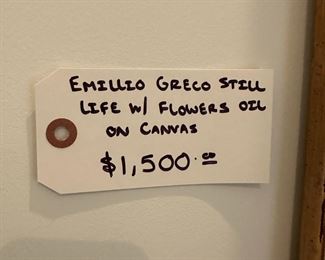 EMILLIO GRECO STILL
LIFE W/ FLOWERS OIL
ON CANVAS
$1,500.00